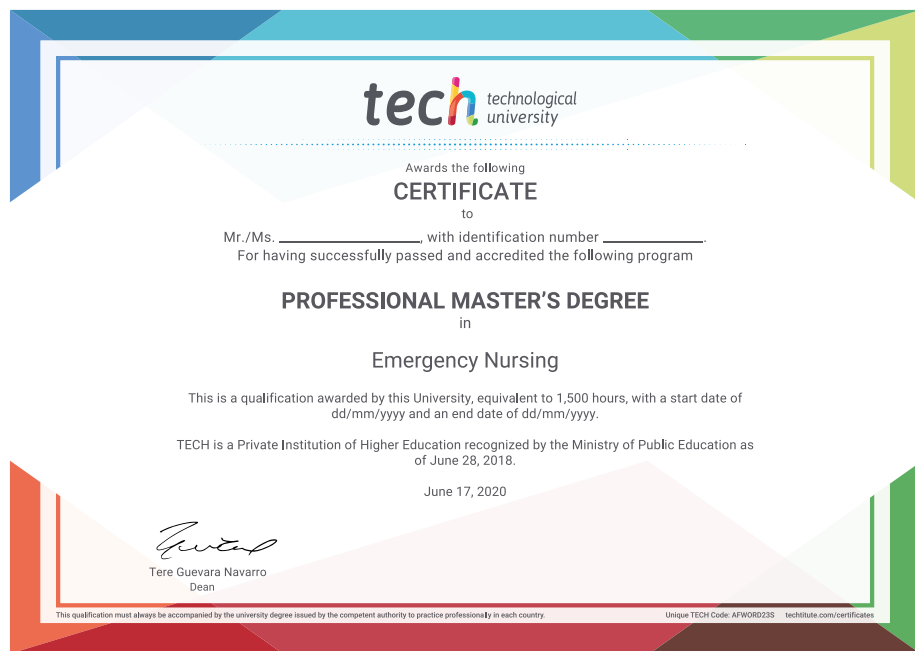 tech technological
university
Awards the following
CERTIFICATE
to
Mr./Ms. ____________________, with identification number ______________.
For having successfully passed and accredited the following program
PROFESSIONAL MASTER'S DEGREE
in
Emergency Nursing
This is a qualification awarded by this University, equivalent to 1,500 hours, with a start date of
dd/mm/yyyy and an end date of dd/mm/yyyy.
TECH is a Private Institution of Higher Education recognized by the Ministry of Public Education as
of June 28, 2018.
June 17, 2020
Tere Guevara Navarro
Dean
This qualification must always be accompanied by the university degree issued by the competent authority to practice professionally in each country.
Unique TECH Code: AFWORD23S techtitute.com/certificates